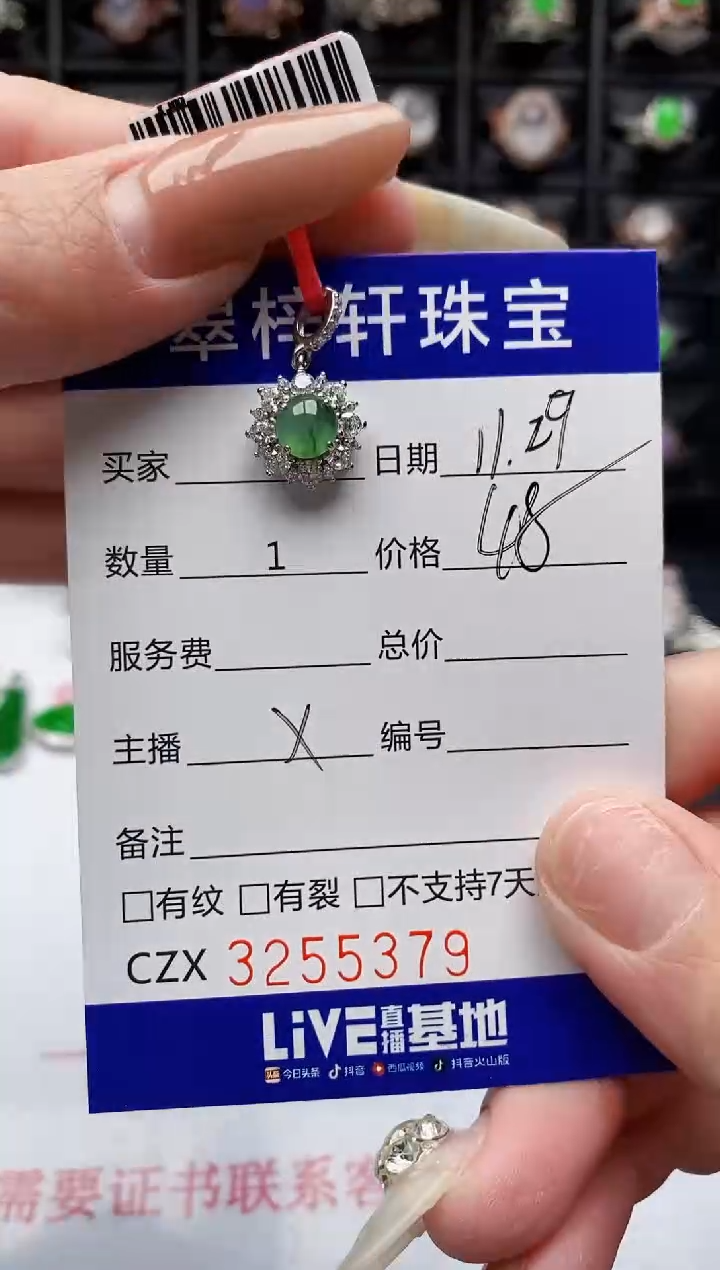 翠梓轩珠宝
买家 日期 11.29
数量 1 价格 48
服务费 总价
主播 X 编号
备注
□有纹 □有裂 □不支持7天
CZX 3255379
LiVE直播基地
今日头条 抖音 西瓜视频 抖音火山版
需要证书联系客